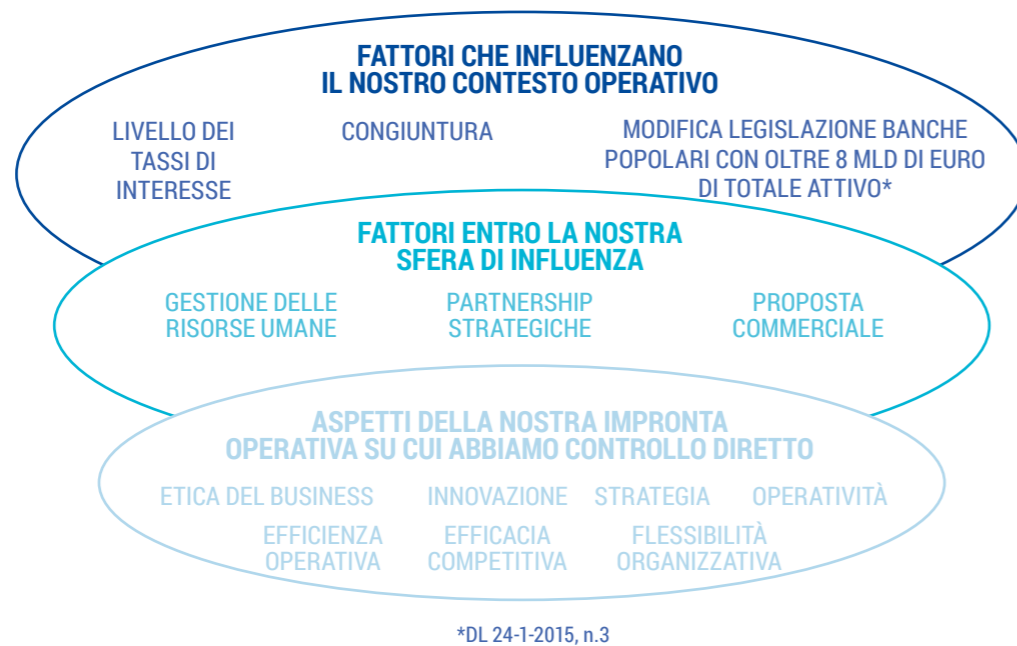 FATTORI CHE INFLUENZANO
IL NOSTRO CONTESTO OPERATIVO
LIVELLO DEI
TASSI DI
INTERESSE
CONGIUNTURA
MODIFICA LEGISLAZIONE BANCHE
POPOLARI CON OLTRE 8 MLD DI EURO
DI TOTALE ATTIVO*
FATTORI ENTRO LA NOSTRA
SFERA DI INFLUENZA
GESTIONE DELLE
RISORSE UMANE
PARTNERSHIP
STRATEGICHE
PROPOSTA
COMMERCIALE
ASPETTI DELLA NOSTRA IMPRONTA
OPERATIVA SU CUI ABBIAMO CONTROLLO DIRETTO
ETICA DEL BUSINESS
INNOVAZIONE
STRATEGIA
OPERATIVITÀ
EFFICIENZA
OPERATIVA
EFFICACIA
COMPETITIVA
FLESSIBILITÀ
ORGANIZZATIVA
*DL 24-1-2015, n.3